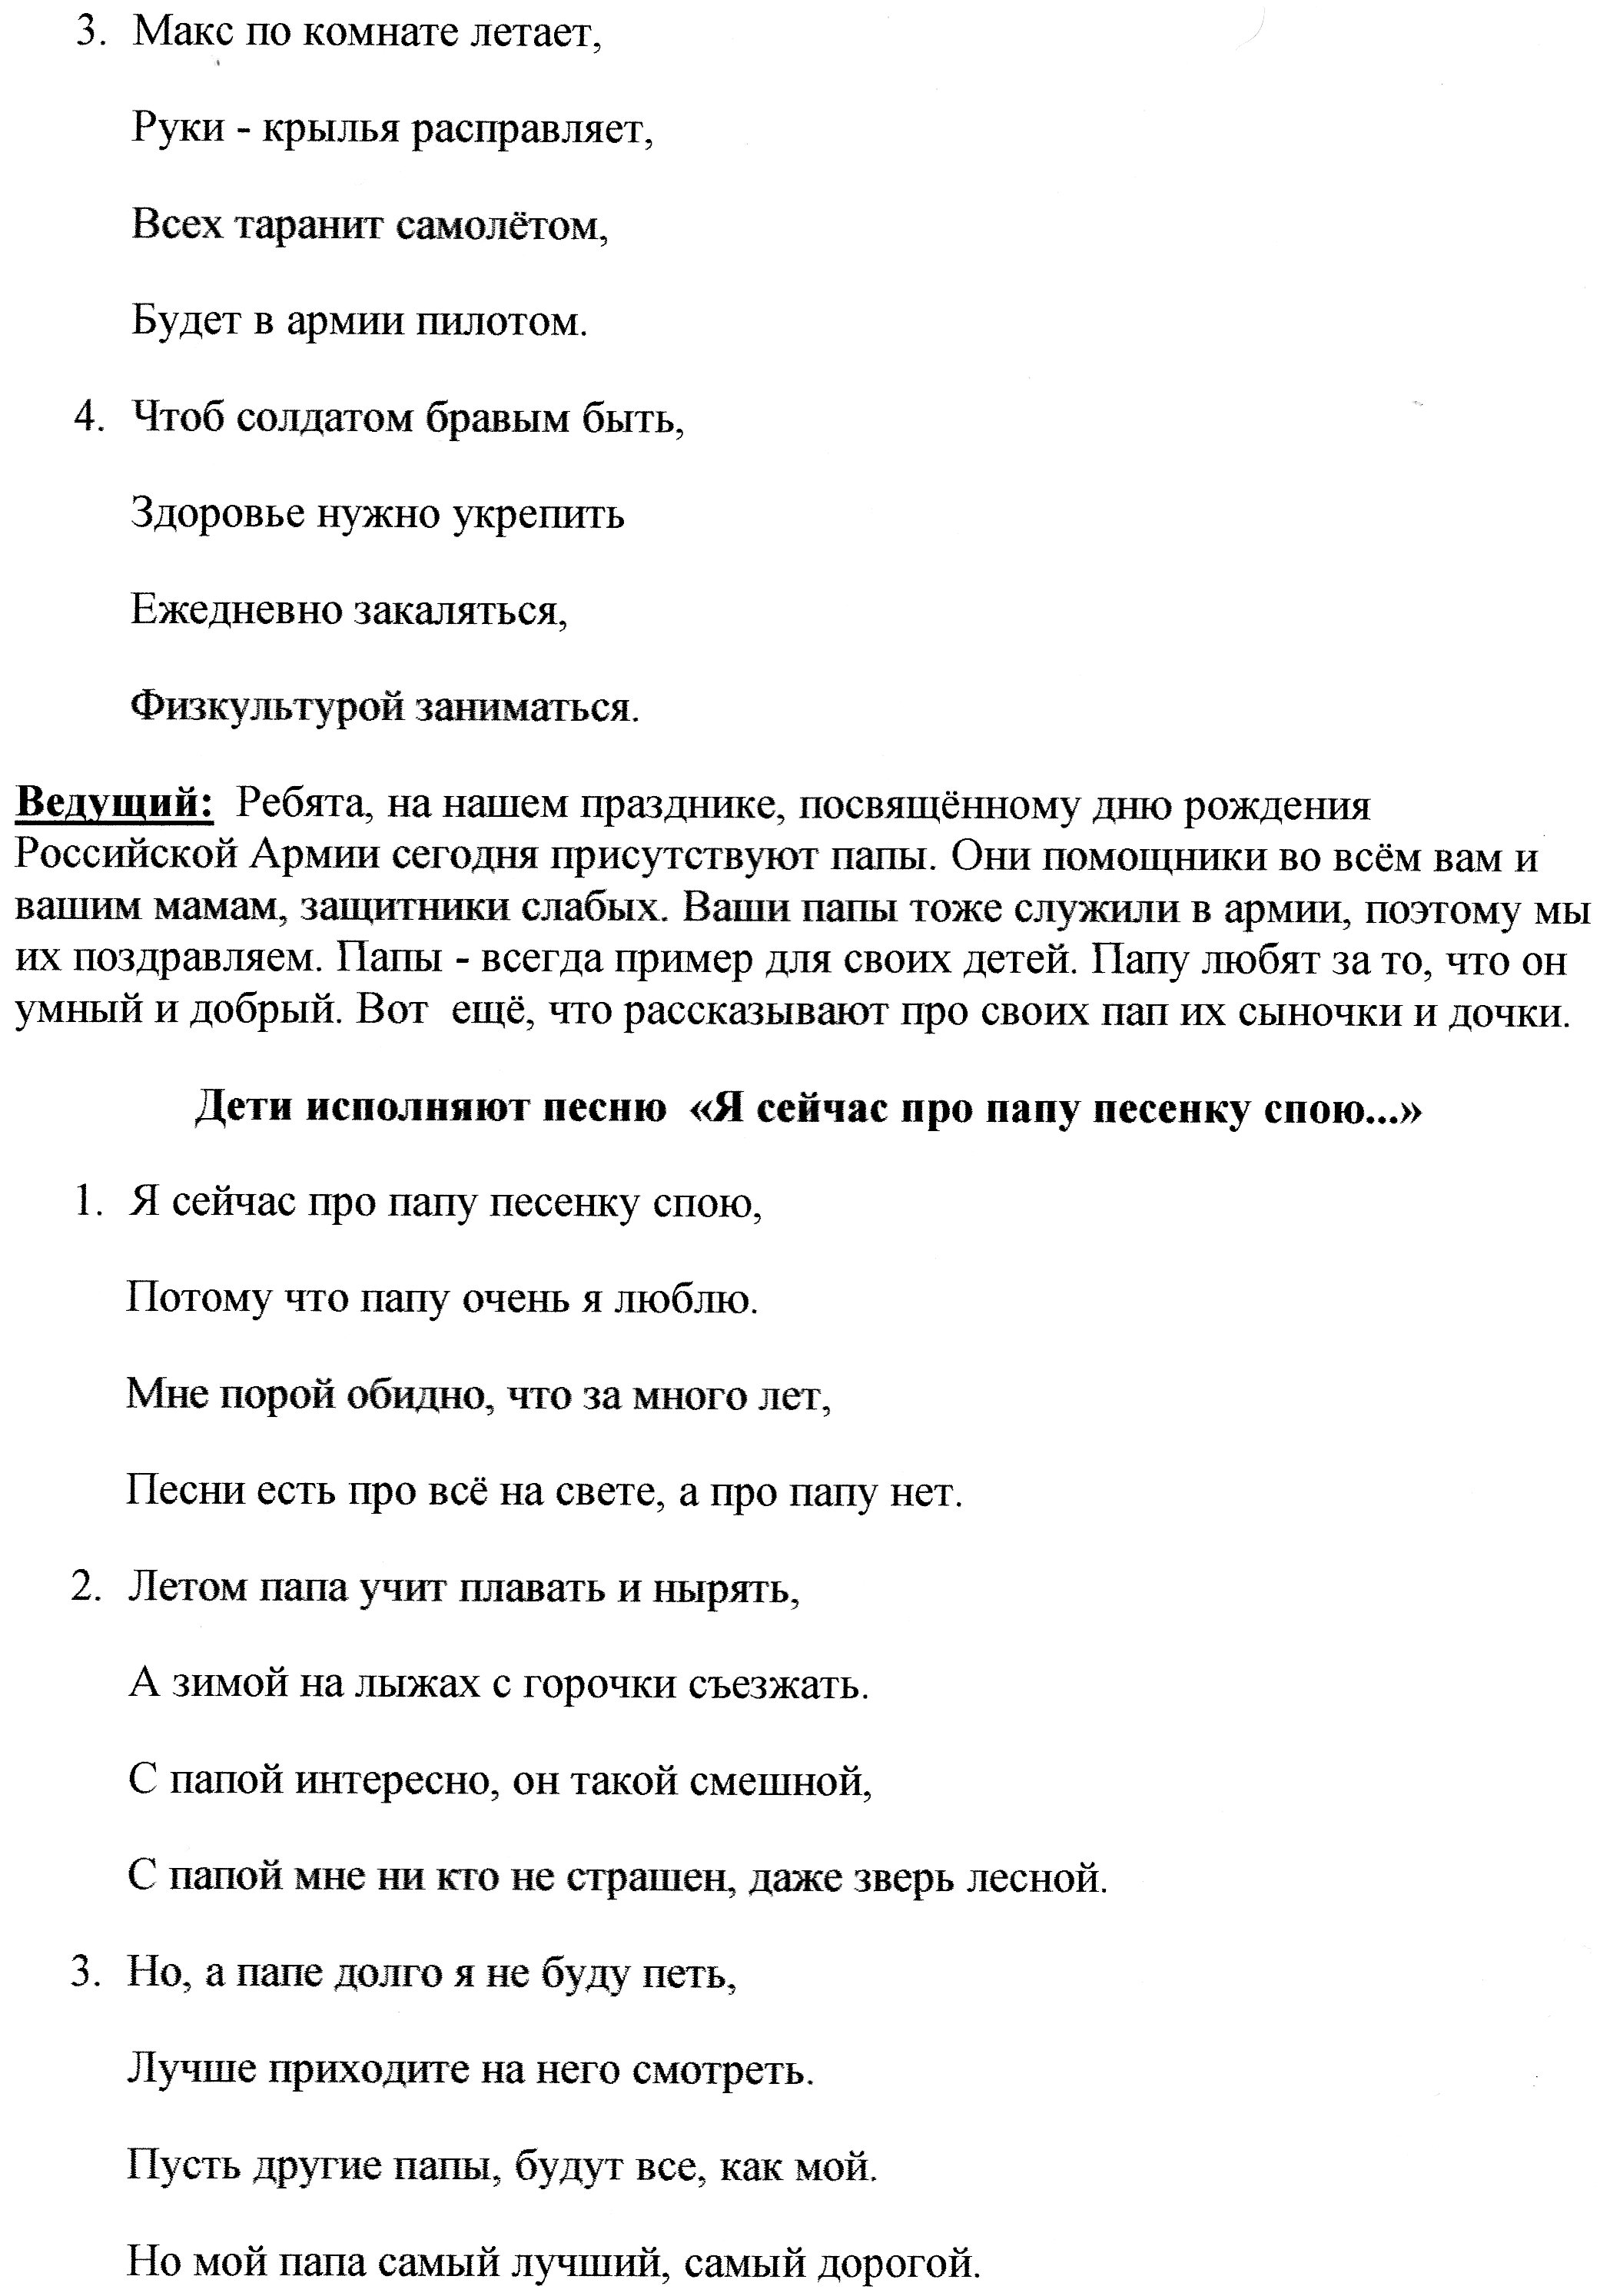 3. Макс по комнате летает,
Руки - крылья расправляет,
Всех таранит самолётом,
Будет в армии пилотом.
4. Чтоб солдатом бравым быть,
Здоровье нужно укрепить
Ежедневно закаляться,
Физкультурой заниматься.
Ведущий: Ребята, на нашем празднике, посвящённому дню рождения
Российской Армии сегодня присутствуют папы. Они помощники во всём вам и
вашим мамам, защитники слабых. Ваши папы тоже служили в армии, поэтому мы
их поздравляем. Папы - всегда пример для своих детей. Папу любят за то, что он
умный и добрый. Вот ещё, что рассказывают про своих пап их сыночки и дочки.
Дети исполняют песню «Я сейчас про папу песенку спою...»
1. Я сейчас про папу песенку спою,
Потому что папу очень я люблю.
Мне порой обидно, что за много лет,
Песни есть про всё на свете, а про папу нет.
2. Летом папа учит плавать и нырять,
А зимой на лыжах с горочки съезжать.
С папой интересно, он такой смешной,
С папой мне ни кто не страшен, даже зверь лесной.
3. Но, а папе долго я не буду петь,
Лучше приходите на него смотреть.
Пусть другие папы, будут все, как мой.
Но мой папа самый лучший, самый дорогой.